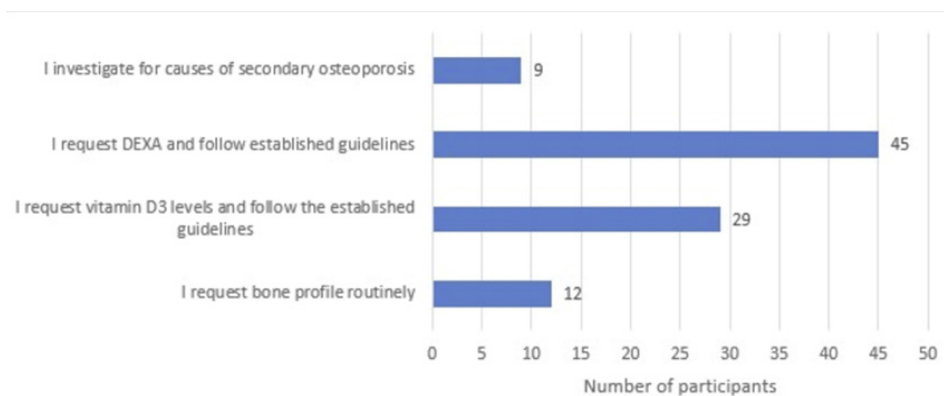 I investigate for causes of secondary osteoporosis
9
I request DEXA and follow established guidelines
45
I request vitamin D3 levels and follow the established
guidelines
29
I request bone profile routinely
12
0 5 10 15 20 25 30 35 40 45 50
Number of participants